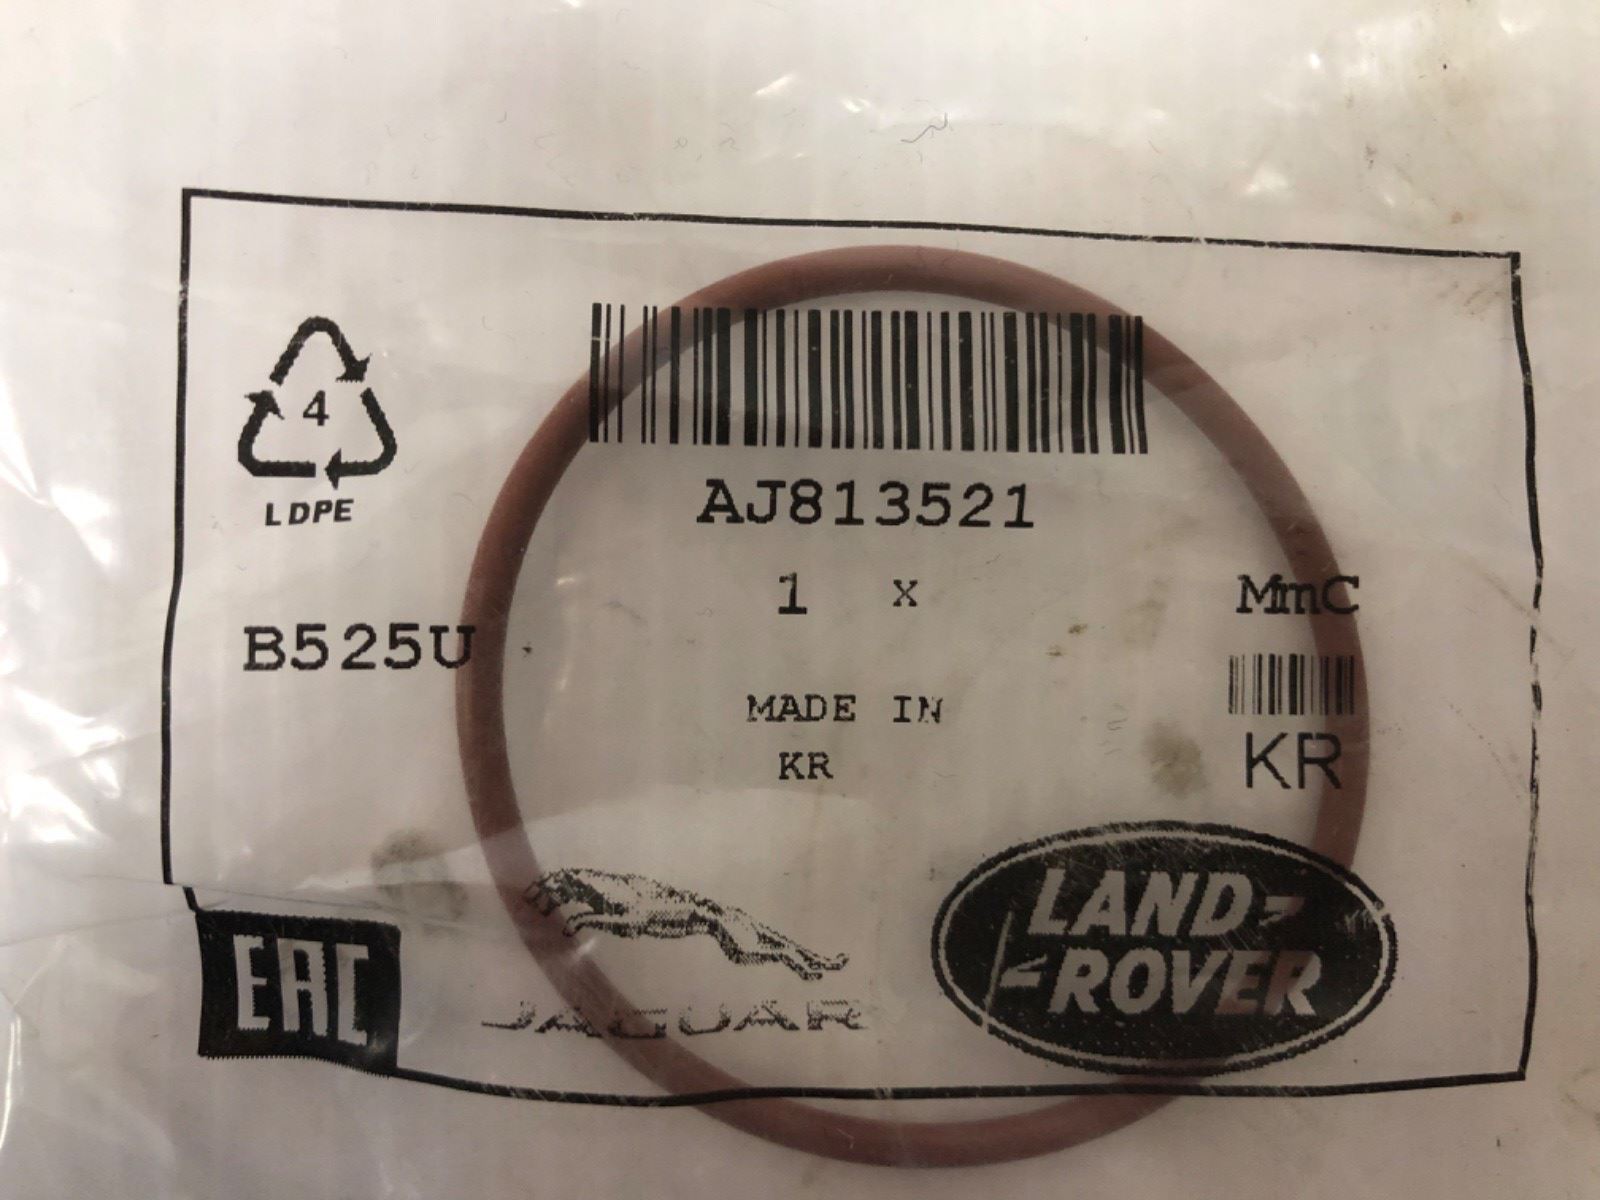 4
LDPE
AJ813521
1 x
MmC
B525U
MADE IN
KR
KR
EAC
JAGUAR
LAND-
-ROVER